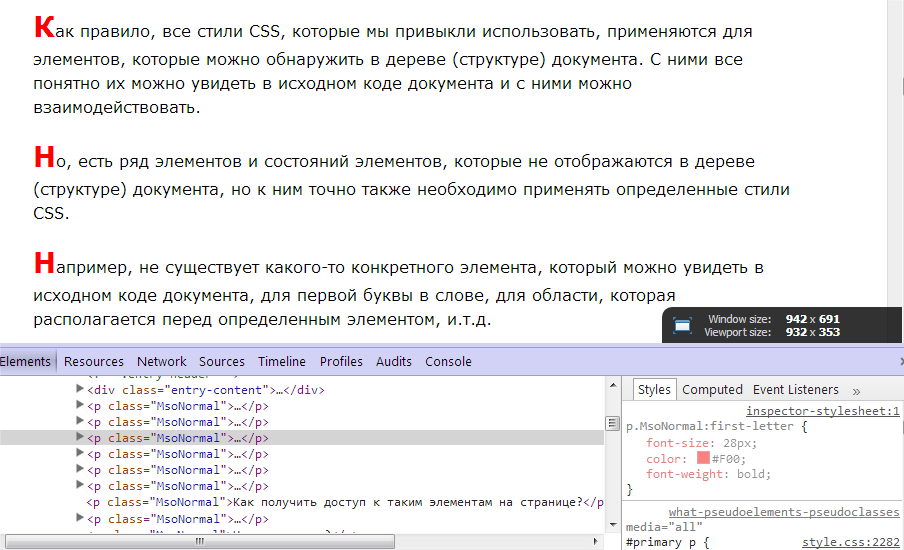 Как правило, все стили CSS, которые мы привыкли использовать, применяются для
элементов, которые можно обнаружить в дереве (структуре) документа. С ними все
понятно их можно увидеть в исходном коде документа и с ними можно
взаимодействовать.
Но, есть ряд элементов и состояний элементов, которые не отображаются в дереве
(структуре) документа, но к ним точно также необходимо применять определенные стили
CSS.
Например, не существует какого-то конкретного элемента, который можно увидеть в
исходном коде документа, для первой буквы в слове, для области, которая
располагается перед определенным элементом, и.т.д.
Window size: 942 x 691
Viewport size: 932 x 353
Elements Resources Network Sources Timeline Profiles Audits Console
<div class="entry-content">…</div>
<p class="MsoNormal">…</p>
<p class="MsoNormal">…</p>
<p class="MsoNormal">…</p>
<p class="MsoNormal">…</p>
<p class="MsoNormal">…</p>
<p class="MsoNormal">…</p>
<p class="MsoNormal">Как получить доступ к таким элементам на странице?</p
<p class="MsoNormal">…</p>
Styles Computed Event Listeners »
inspector-stylesheet:1
p.MsoNormal:first-letter {
font-size: 28px;
color: #F00;
font-weight: bold;
}
what-pseudoelements-pseudoclasses
media="all"
#primary p { style.css:2282